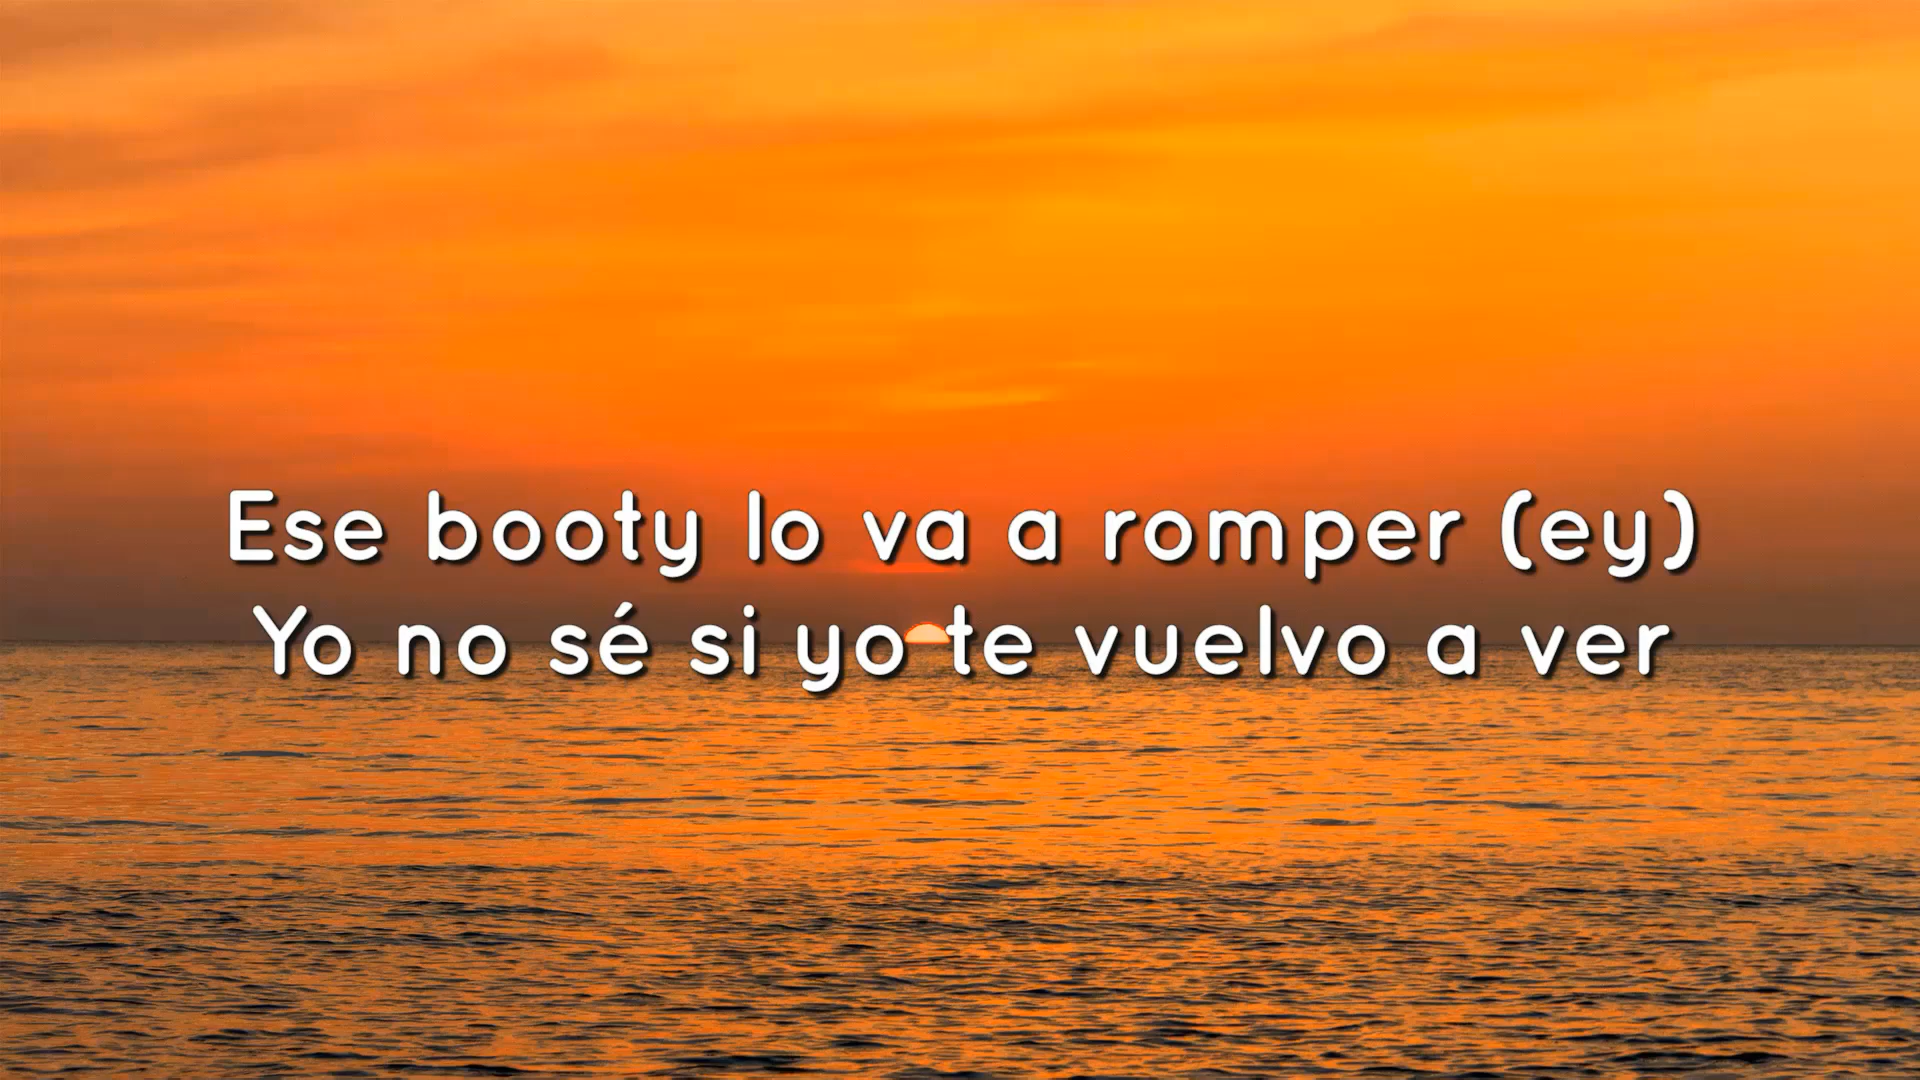 Ese booty lo va a romper (ey)
Yo no sé si yo te vuelvo a ver